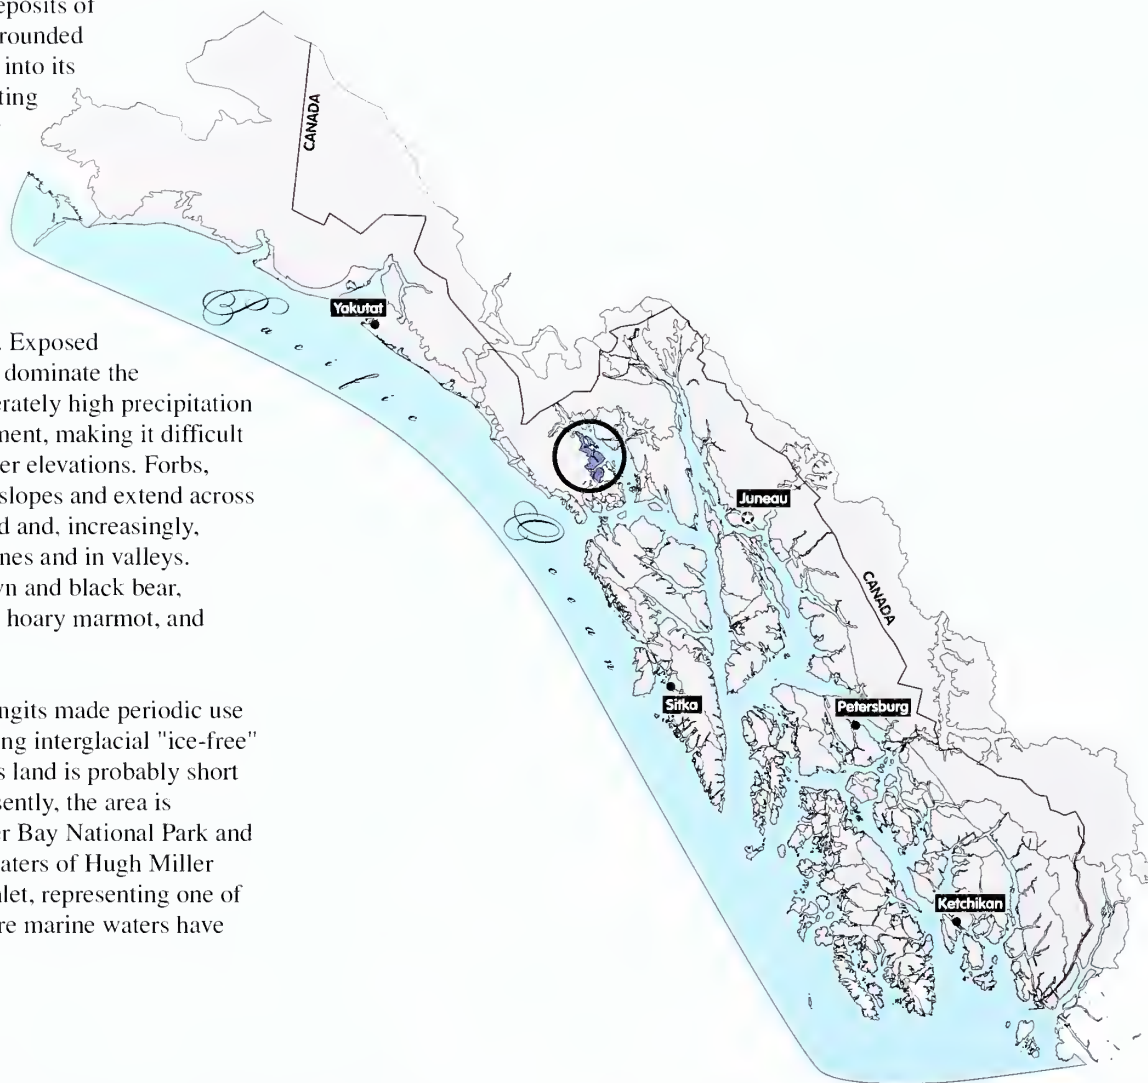 eposits of
rounded
into its
ting
. Exposed
dominate the
erately high precipitation
ment, making it difficult
er elevations. Forbs,
slopes and extend across
d and, increasingly,
nes and in valleys.
vn and black bear,
hoary marmot, and
ngits made periodic use
ng interglacial "ice-free"
s land is probably short
sently, the area is
er Bay National Park and
aters of Hugh Miller
nlet, representing one of
re marine waters have
CANADA
Yakutat
Pacific
Juneau
Ocean
CANADA
Sitka
Petersburg
Ketchikan